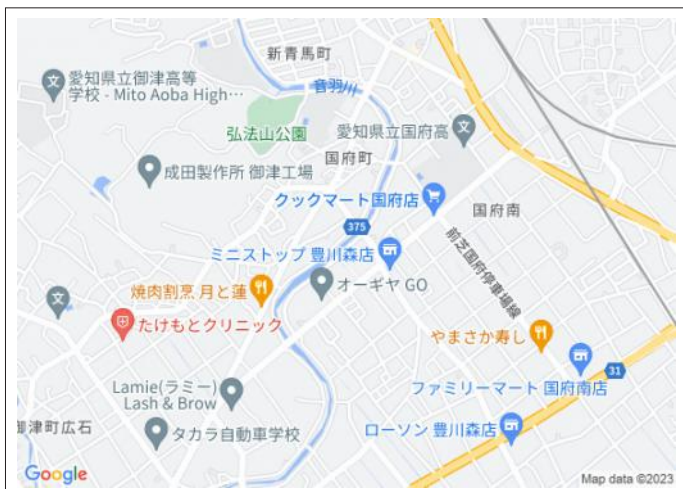 新青馬町
愛知県立御津高等
学校 - Mito Aoba High…
音羽川
弘法山公園
愛知県立国府高
国府町
成田製作所 御津工場
クックマート国府店
国府南
375
前芝国府停車場線
ミニストップ 豊川森店
焼肉割烹 月と蓮
オーギヤ GO
たけもとクリニック
やまさか寿し
31
Lamie(ラミー)
Lash & Brow
ファミリーマート 国府南店
御津町広石
タカラ自動車学校
ローソン 豊川森店
Google
Map data ©2023